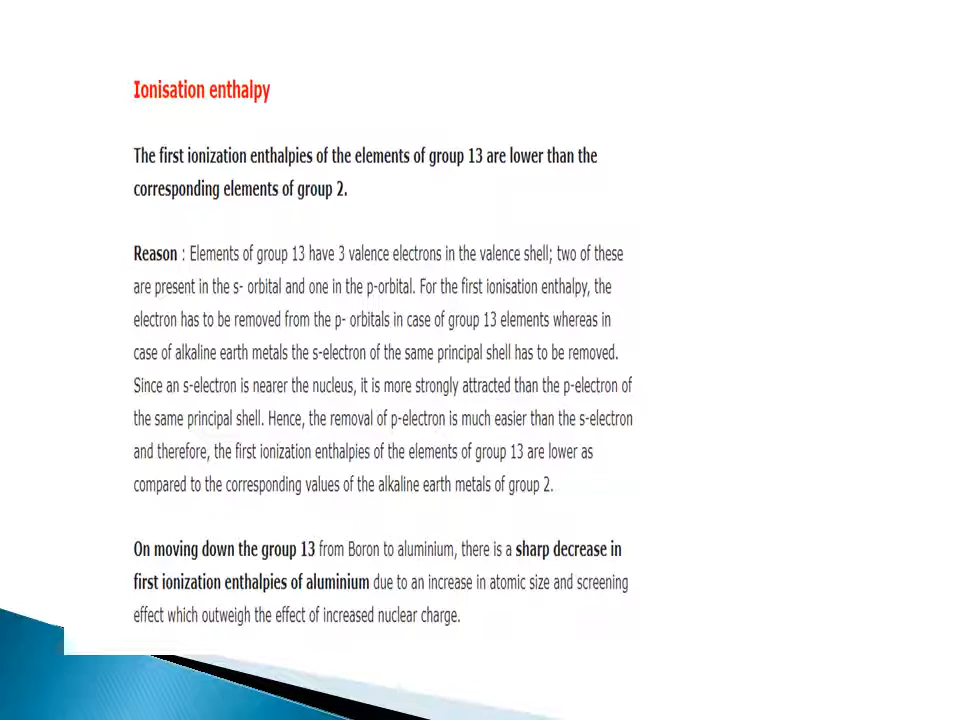 Ionisation enthalpy
The first ionization enthalpies of the elements of group 13 are lower than the
corresponding elements of group 2.
Reason : Elements of group 13 have 3 valence electrons in the valence shell; two of these
are present in the s- orbital and one in the p-orbital. For the first ionisation enthalpy, the
electron has to be removed from the p- orbitals in case of group 13 elements whereas in
case of alkaline earth metals the s-electron of the same principal shell has to be removed.
Since an s-electron is nearer the nucleus, it is more strongly attracted than the p-electron of
the same principal shell. Hence, the removal of p-electron is much easier than the s-electron
and therefore, the first ionization enthalpies of the elements of group 13 are lower as
compared to the corresponding values of the alkaline earth metals of group 2.
On moving down the group 13 from Boron to aluminium, there is a sharp decrease in
first ionization enthalpies of aluminium due to an increase in atomic size and screening
effect which outweigh the effect of increased nuclear charge.